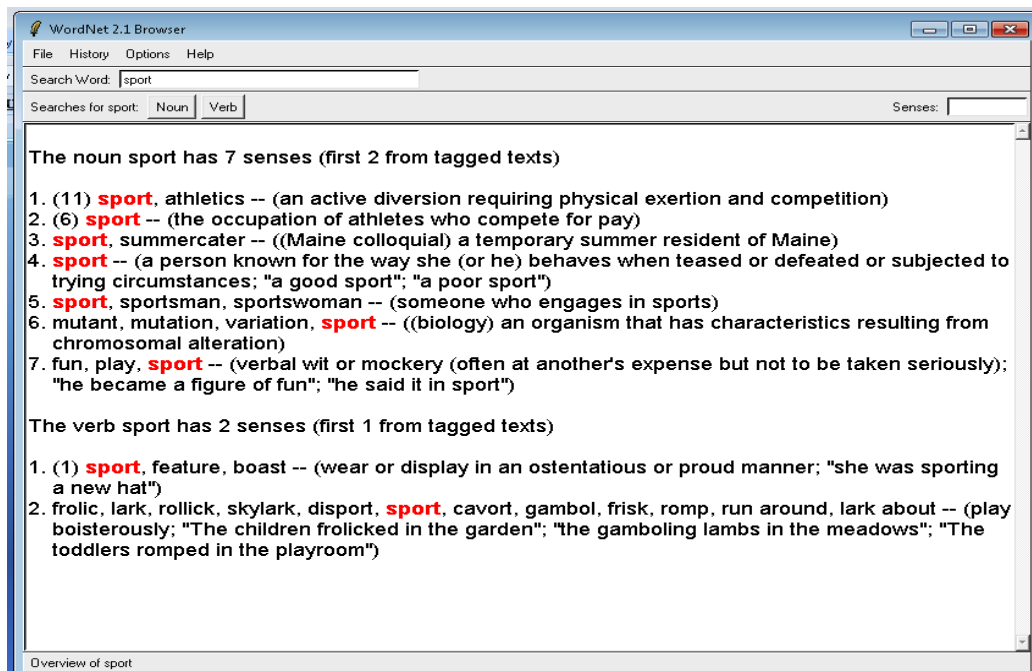 WordNet 2.1 Browser
File History Options Help
Search Word: sport
Searches for sport: Noun Verb Senses:
The noun sport has 7 senses (first 2 from tagged texts)
1. (11) sport, athletics -- (an active diversion requiring physical exertion and competition)
2. (6) sport -- (the occupation of athletes who compete for pay)
3. sport, summercater -- ((Maine colloquial) a temporary summer resident of Maine)
4. sport -- (a person known for the way she (or he) behaves when teased or defeated or subjected to
trying circumstances; "a good sport"; "a poor sport")
5. sport, sportsman, sportswoman -- (someone who engages in sports)
6. mutant, mutation, variation, sport -- ((biology) an organism that has characteristics resulting from
chromosomal alteration)
7. fun, play, sport -- (verbal wit or mockery (often at another's expense but not to be taken seriously);
"he became a figure of fun"; "he said it in sport")
The verb sport has 2 senses (first 1 from tagged texts)
1. (1) sport, feature, boast -- (wear or display in an ostentatious or proud manner; "she was sporting
a new hat")
2. frolic, lark, rollick, skylark, disport, sport, cavort, gambol, frisk, romp, run around, lark about -- (play
boisterously; "The children frolicked in the garden"; "the gamboling lambs in the meadows"; "The
toddlers romped in the playroom")
Overview of sport